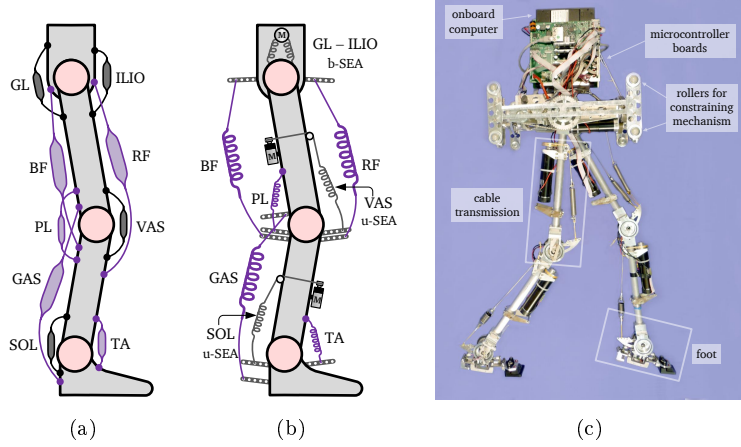 GL
ILIO
BF
RF
PL
VAS
GAS
SOL
TA
(a)
M
GL – ILIO
b-SEA
BF
M
RF
PL
VAS
u-SEA
GAS
M
SOL
u-SEA
TA
(b)
onboard
computer
microcontroller
boards
rollers for
constraining
mechanism
cable
transmission
foot
(c)